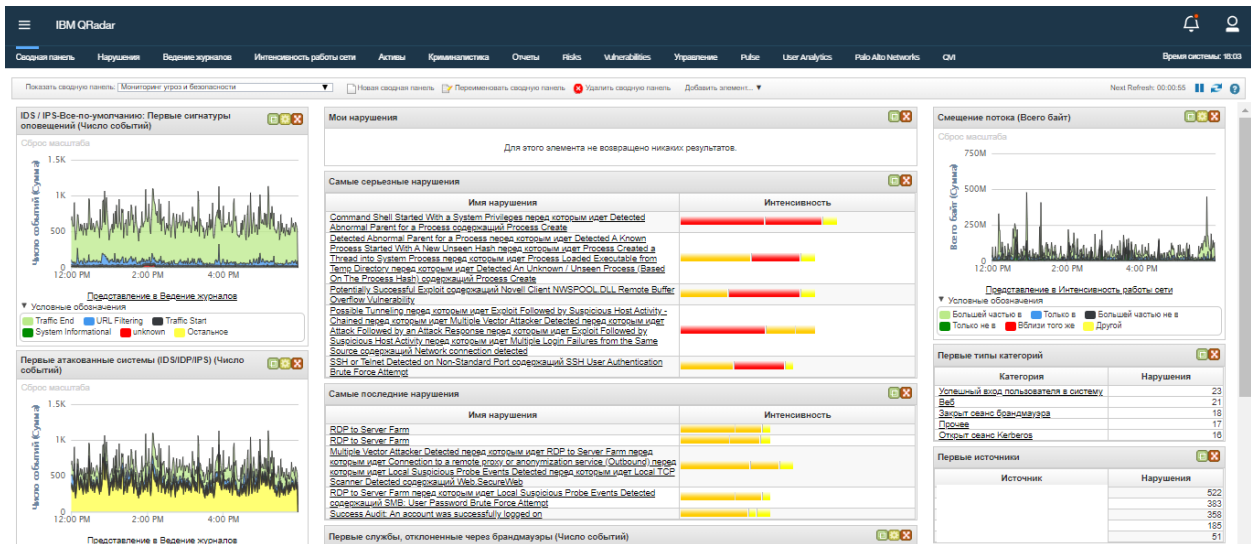 IBM QRadar
Сводная панель Нарушения Ведение журналов Интенсивность работы сети Активы Криминалистика Отчеты Risks Vulnerabilities Управление Pulse User Analytics Palo Alto Networks QVI Время системы: 18:03
Показать сводную панель: Мониторинг угроз и безопасности Новая сводная панель Переименовать сводную панель Удалить сводную панель Добавить элемент... Next Refresh: 00:00:55
IDS / IPS-Все-по-умолчанию: Первые сигнатуры
оповещений (Число событий)
Сброс масштаба
Число событий (Сумма)
1.5K
1K
500
0
12:00 PM 2:00 PM 4:00 PM
Представление в Ведение журналов
Условные обозначения
Traffic End URL Filtering Traffic Start
System Informational unknown Остальное
Первые атакованные системы (IDS/IDP/IPS) (Число
событий)
Сброс масштаба
Число событий (Сумма)
1.5K
1K
500
0
12:00 PM 2:00 PM 4:00 PM
Представление в Ведение журналов
Мои нарушения
Для этого элемента не возвращено никаких результатов.
Самые серьезные нарушения
Имя нарушения Интенсивность
Command Shell Started With a System Privileges перед которым идет Detected
Abnormal Parent for a Process содержащий Process Create
Detected Abnormal Parent for a Process перед которым идет Detected A Known
Process Started With A New Unseen Hash перед которым идет Process Created a
Thread into System Process перед которым идет Process Loaded Executable from
Temp Directory перед которым идет Detected An Unknown / Unseen Process (Based
On The Process Hash) содержащий Process Create
Potentially Successful Exploit содержащий Novell Client NWSPOOL.DLL Remote Buffer
Overflow Vulnerability
Possible Tunneling перед которым идет Exploit Followed by Suspicious Host Activity -
Chained перед которым идет Multiple Vector Attacker Detected перед которым идет
Attack Followed by an Attack Response перед которым идет Exploit Followed by
Suspicious Host Activity перед которым идет Multiple Login Failures from the Same
Source содержащий Network connection detected
SSH or Telnet Detected on Non-Standard Port содержащий SSH User Authentication
Brute Force Attempt
Самые последние нарушения
Имя нарушения Интенсивность
RDP to Server Farm
RDP to Server Farm
Multiple Vector Attacker Detected перед которым идет RDP to Server Farm перед
которым идет Connection to a remote proxy or anonymization service (Outbound) перед
которым идет Local Suspicious Probe Events Detected перед которым идет Local TCP
Scanner Detected содержащий Web.SecureWeb
RDP to Server Farm перед которым идет Local Suspicious Probe Events Detected
содержащий SMB: User Password Brute Force Attempt
Success Audit: An account was successfully logged on
Первые службы, отклоненные через брандмауэры (Число событий)
Смещение потока (Всего байт)
Сброс масштаба
Всего байт (Сумма)
750M
500M
250M
0
12:00 PM 2:00 PM 4:00 PM
Представление в Интенсивность работы сети
Условные обозначения
Большей частью в Только в Большей частью не в
Только не в Вблизи того же Другой
Первые типы категорий
Категория Нарушения
Успешный вход пользователя в систему 23
Веб 21
Закрыт сеанс брандмауэра 18
Прочее 17
Открыт сеанс Kerberos 16
Первые источники
Источник Нарушения
522
383
358
185
51